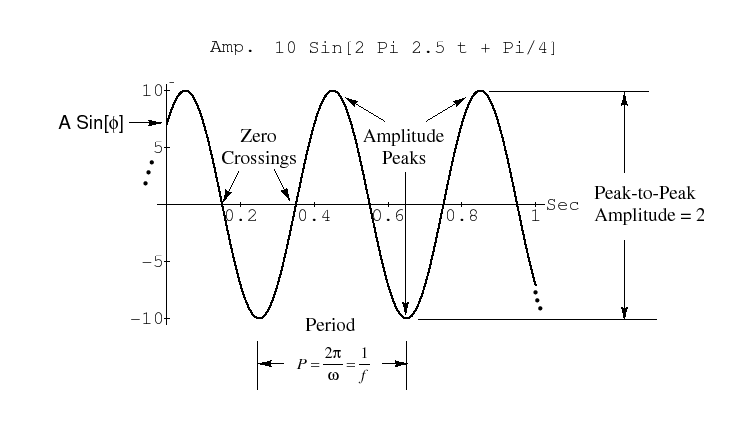 Amp. 10 Sin[2 Pi 2.5 t + Pi/4]
10
A Sin[ϕ]
5
Zero
Crossings
Amplitude
Peaks
Peak-to-Peak
Amplitude = 2
0.2 0.4 0.6 0.8 1 Sec
−5
−10
Period
P = 2π/ω = 1/f